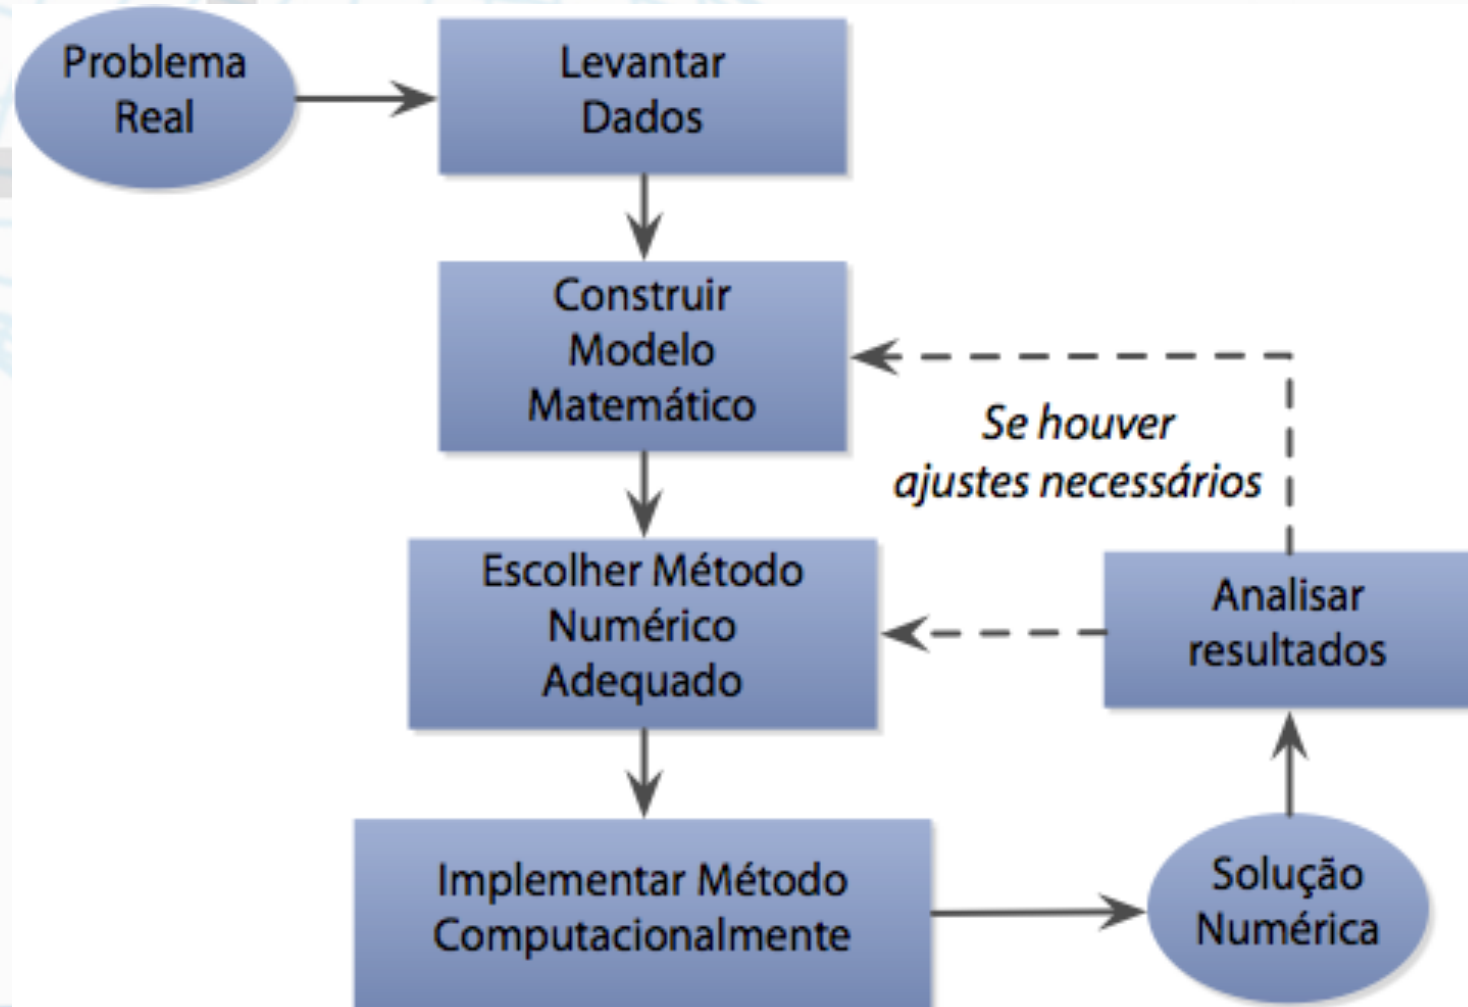 Problema
Real
Levantar
Dados
Construir
Modelo
Matemático
Se houver
ajustes necessários
Escolher Método
Numérico
Adequado
Analisar
resultados
Implementar Método
Computacionalmente
Solução
Numérica